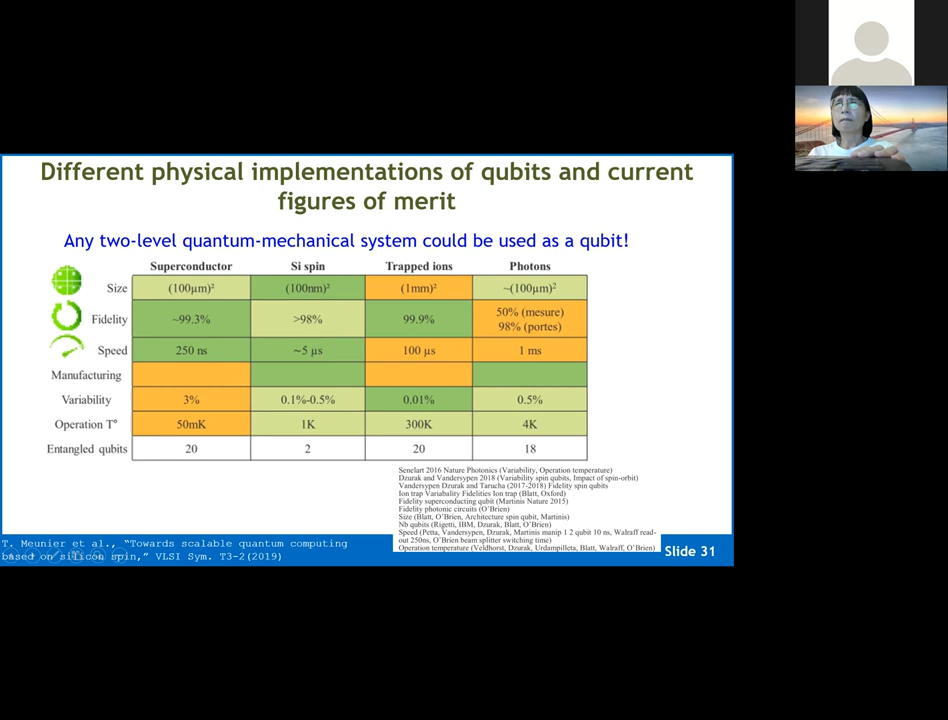 Different physical implementations of qubits and current
figures of merit
Any two-level quantum-mechanical system could be used as a qubit!
Superconductor Si spin Trapped ions Photons
Size (100µm)² (100nm)² (1mm)² ~(100µm)²
Fidelity ~99.3% >98% 99.9% 50% (mesure) 98% (portes)
Speed 250 ns ~5 µs 100 µs 1 ms
Manufacturing
Variability 3% 0.1%-0.5% 0.01% 0.5%
Operation T° 50mK 1K 300K 4K
Entangled qubits 20 2 20 18
Senelart 2016 Nature Photonics (Variability, Operation temperature)
Dzurak and Vandersypen 2018 (Variability spin qubits, Impact of spin-orbit)
Vandersypen Dzurak and Tarucha (2017-2018) Fidelity spin qubits
Ion trap Variabality Fidelities Ion trap (Blatt, Oxford)
Fidelity superconducting qubit (Martinis Nature 2015)
Fidelity photonic circuits (O'Brien)
Size (Blatt, O'Brien, Architecture spin qubit, Martinis)
Nb qubits (Rigetti, IBM, Dzurak, Blatt, O'Brien)
Speed (Petta, Vandersypen, Dzurak, Martinis manip 1 2 qubit 10 ns, Walraff read-
out 250ns, O'Brien beam splitter switching time)
Operation temperature (Veldhorst, Dzurak, Urdampilleta, Blatt, Walraff, O'Brien)
T. Meunier et al., “Towards scalable quantum computing
based on silicon spin,” VLSI Sym. T3-2(2019)
Slide 31